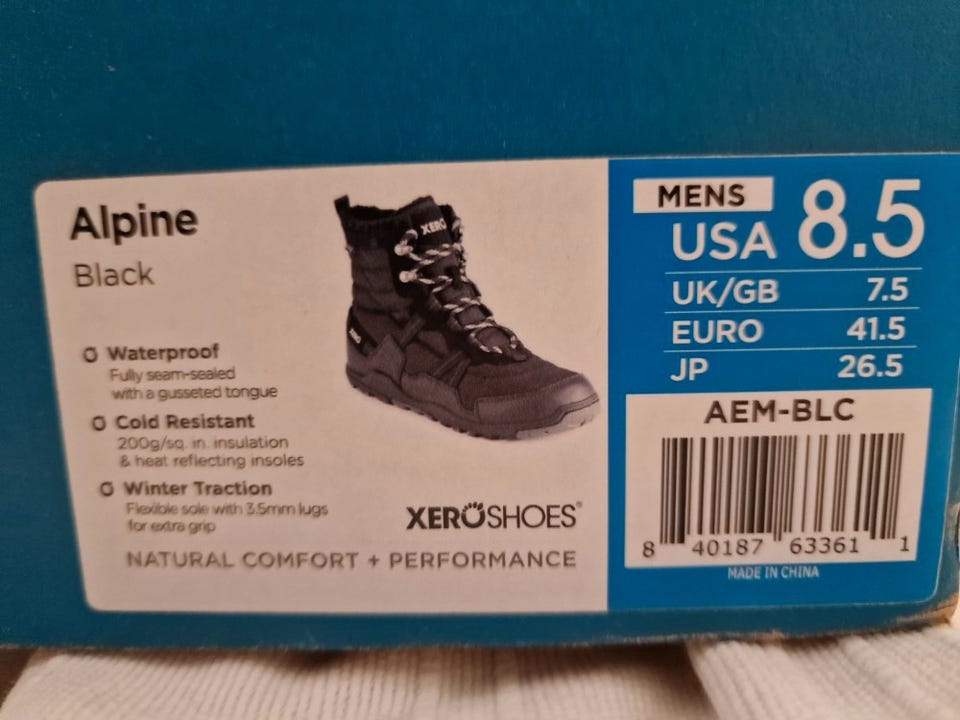 Alpine
Black
Waterproof
Fully seam-sealed
with a gusseted tongue
Cold Resistant
200g/sq. in. insulation
& heat reflecting insoles
Winter Traction
Flexible sole with 3.5mm lugs
for extra grip
XERO
XERO
XEROSHOES®
NATURAL COMFORT + PERFORMANCE
MENS
USA 8.5
UK/GB 7.5
EURO 41.5
JP 26.5
AEM-BLC
8 40187 63361 1
MADE IN CHINA